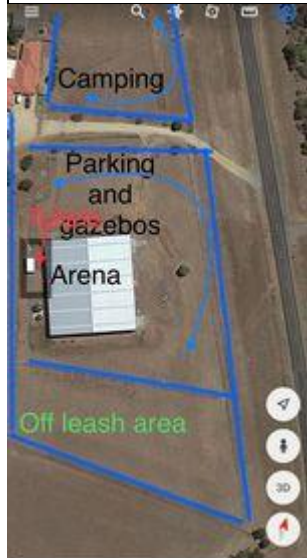 Camping
Parking
and
gazebos
Arena
Off leash area
3D